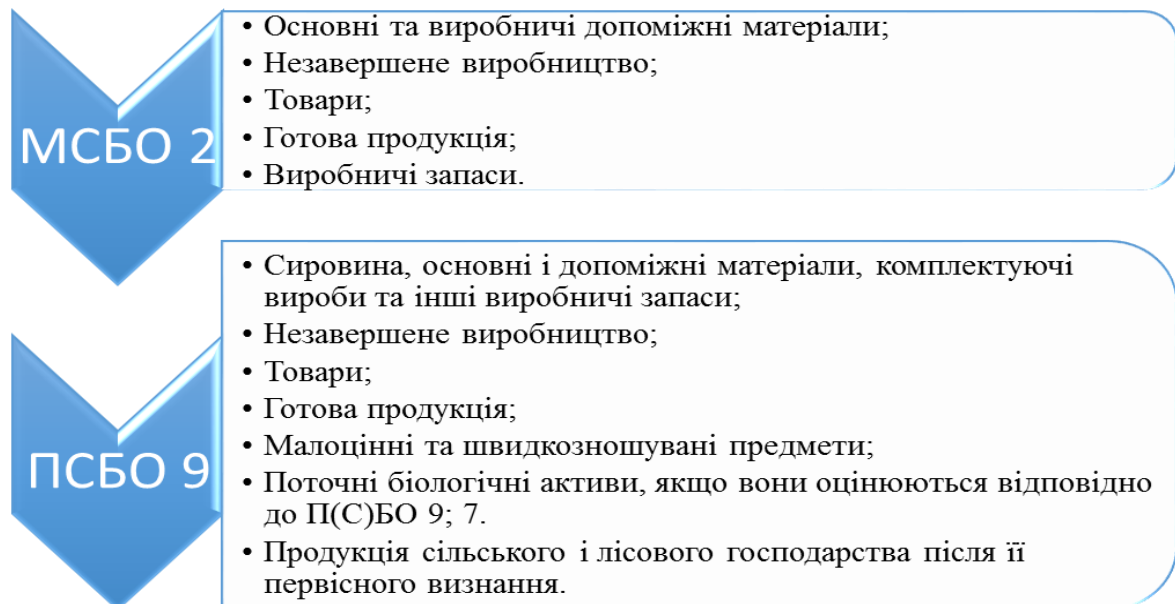 МСБО 2
• Основні та виробничі допоміжні матеріали;
• Незавершене виробництво;
• Товари;
• Готова продукція;
• Виробничі запаси.
ПСБО 9
• Сировина, основні і допоміжні матеріали, комплектуючі
вироби та інші виробничі запаси;
• Незавершене виробництво;
• Товари;
• Готова продукція;
• Малоцінні та швидкозношувані предмети;
• Поточні біологічні активи, якщо вони оцінюються відповідно
до П(С)БО 9; 7.
• Продукція сільського і лісового господарства після її
первісного визнання.